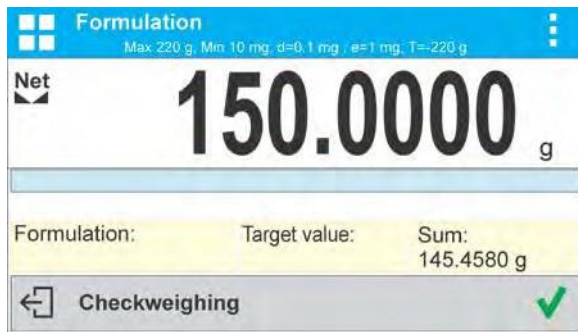 Formulation
Max 220 g, Min 10 mg, d=0.1 mg , e=1 mg, T=-220 g
Net
150.0000 g
Formulation: Target value: Sum:
145.4580 g
Checkweighing